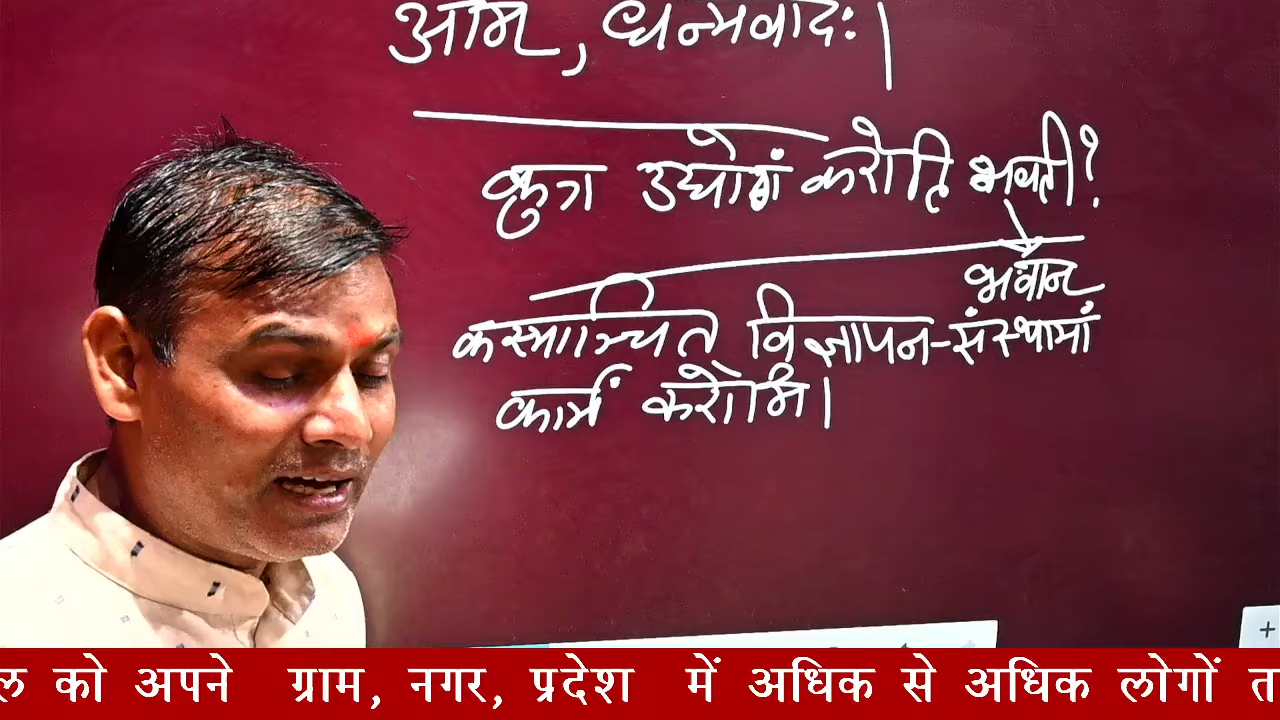 आम्, धन्यवादः।
कुत्र उद्योगं करोति भवती?
भवान्
कस्माञ्चित् विज्ञापन-संस्थामां
कार्यं करोमि।
ल को अपने ग्राम, नगर, प्रदेश में अधिक से अधिक लोगों त